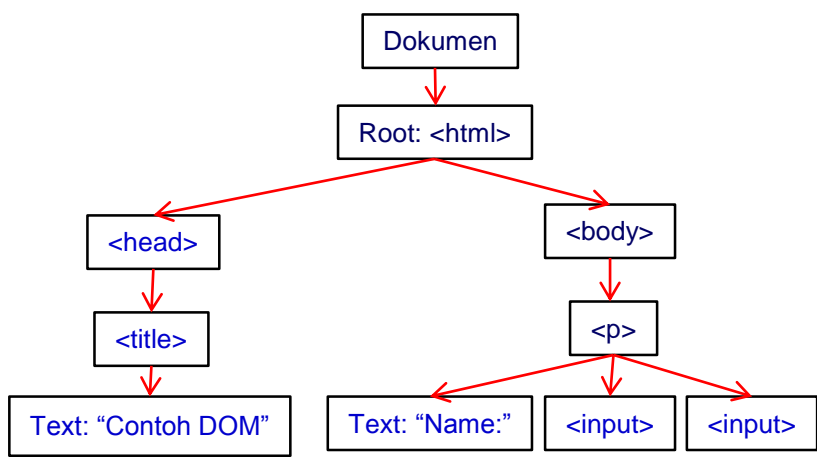 Dokumen
Root: <html>
<head>
<body>
<title>
<p>
Text: “Contoh DOM”
Text: “Name:”
<input>
<input>